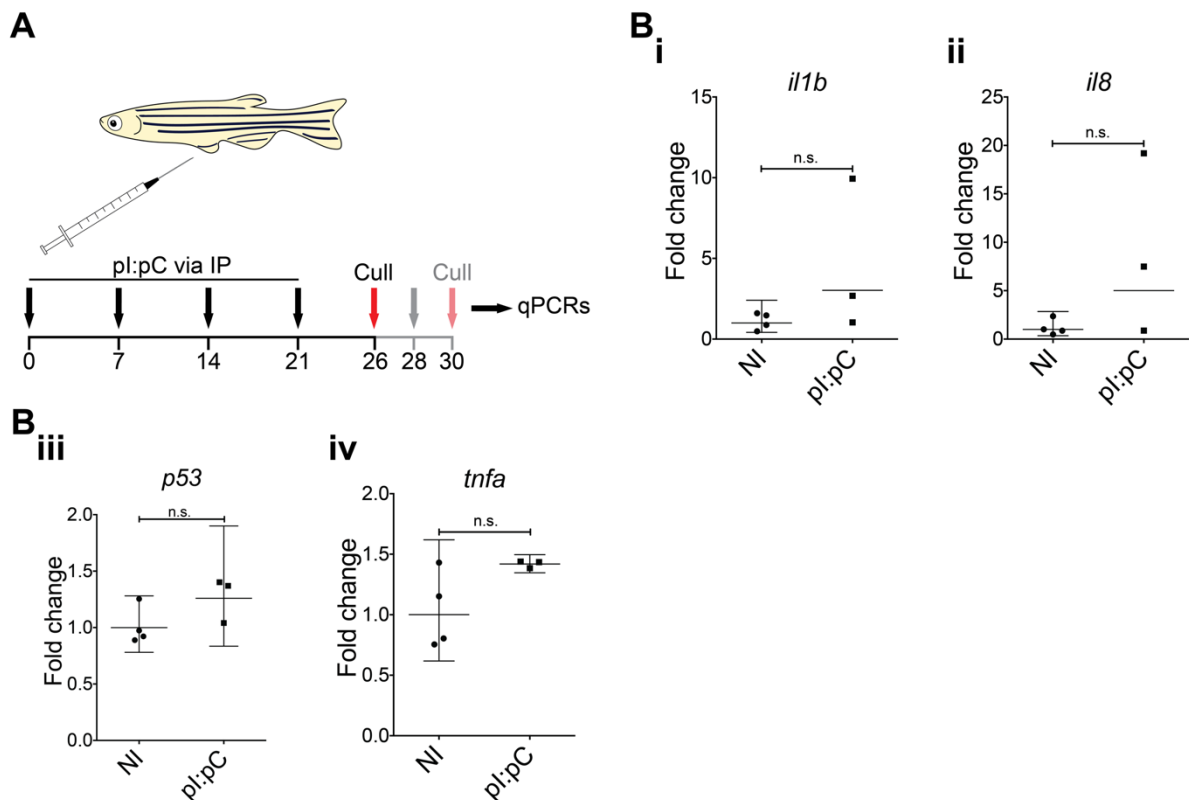 A
pI:pC via IP
Cull
Cull
qPCRs
0 7 14 21 26 28 30
B
i
il1b
Fold change
15
10
5
0
n.s.
NI
pI:pC
ii
il8
Fold change
25
20
15
10
5
0
n.s.
NI
pI:pC
B
iii
p53
Fold change
2.0
1.5
1.0
0.5
0.0
n.s.
NI
pI:pC
iv
tnfa
Fold change
2.0
1.5
1.0
0.5
0.0
n.s.
NI
pI:pC